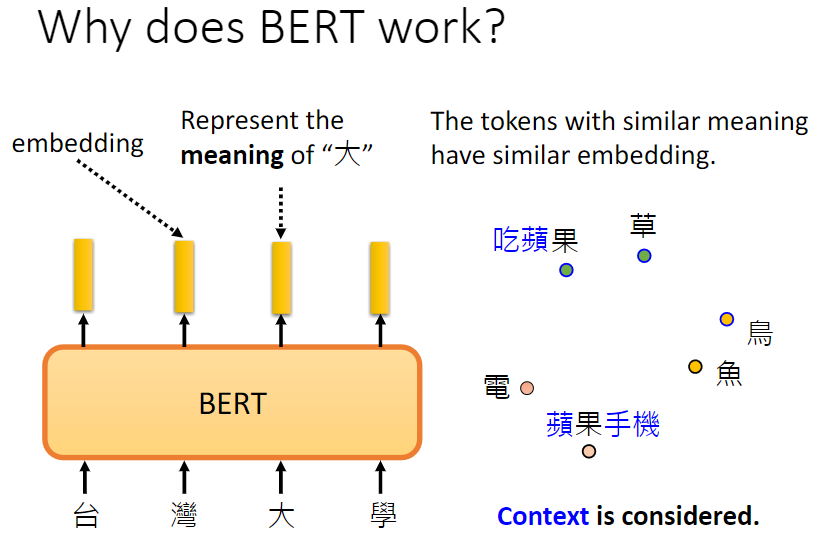 Why does BERT work?
embedding
Represent the
meaning of “大”
BERT
台 灣 大 學
The tokens with similar meaning
have similar embedding.
吃蘋果
草
鳥
魚
電
蘋果手機
Context is considered.